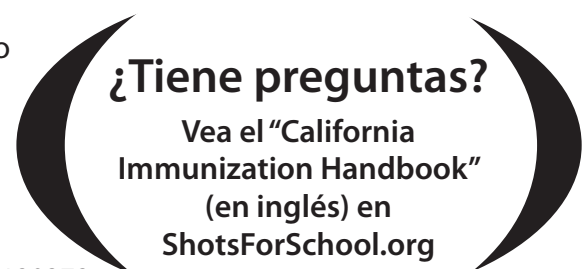 ¿Tiene preguntas?
Vea el “California
Immunization Handbook”
(en inglés) en
ShotsForSchool.org